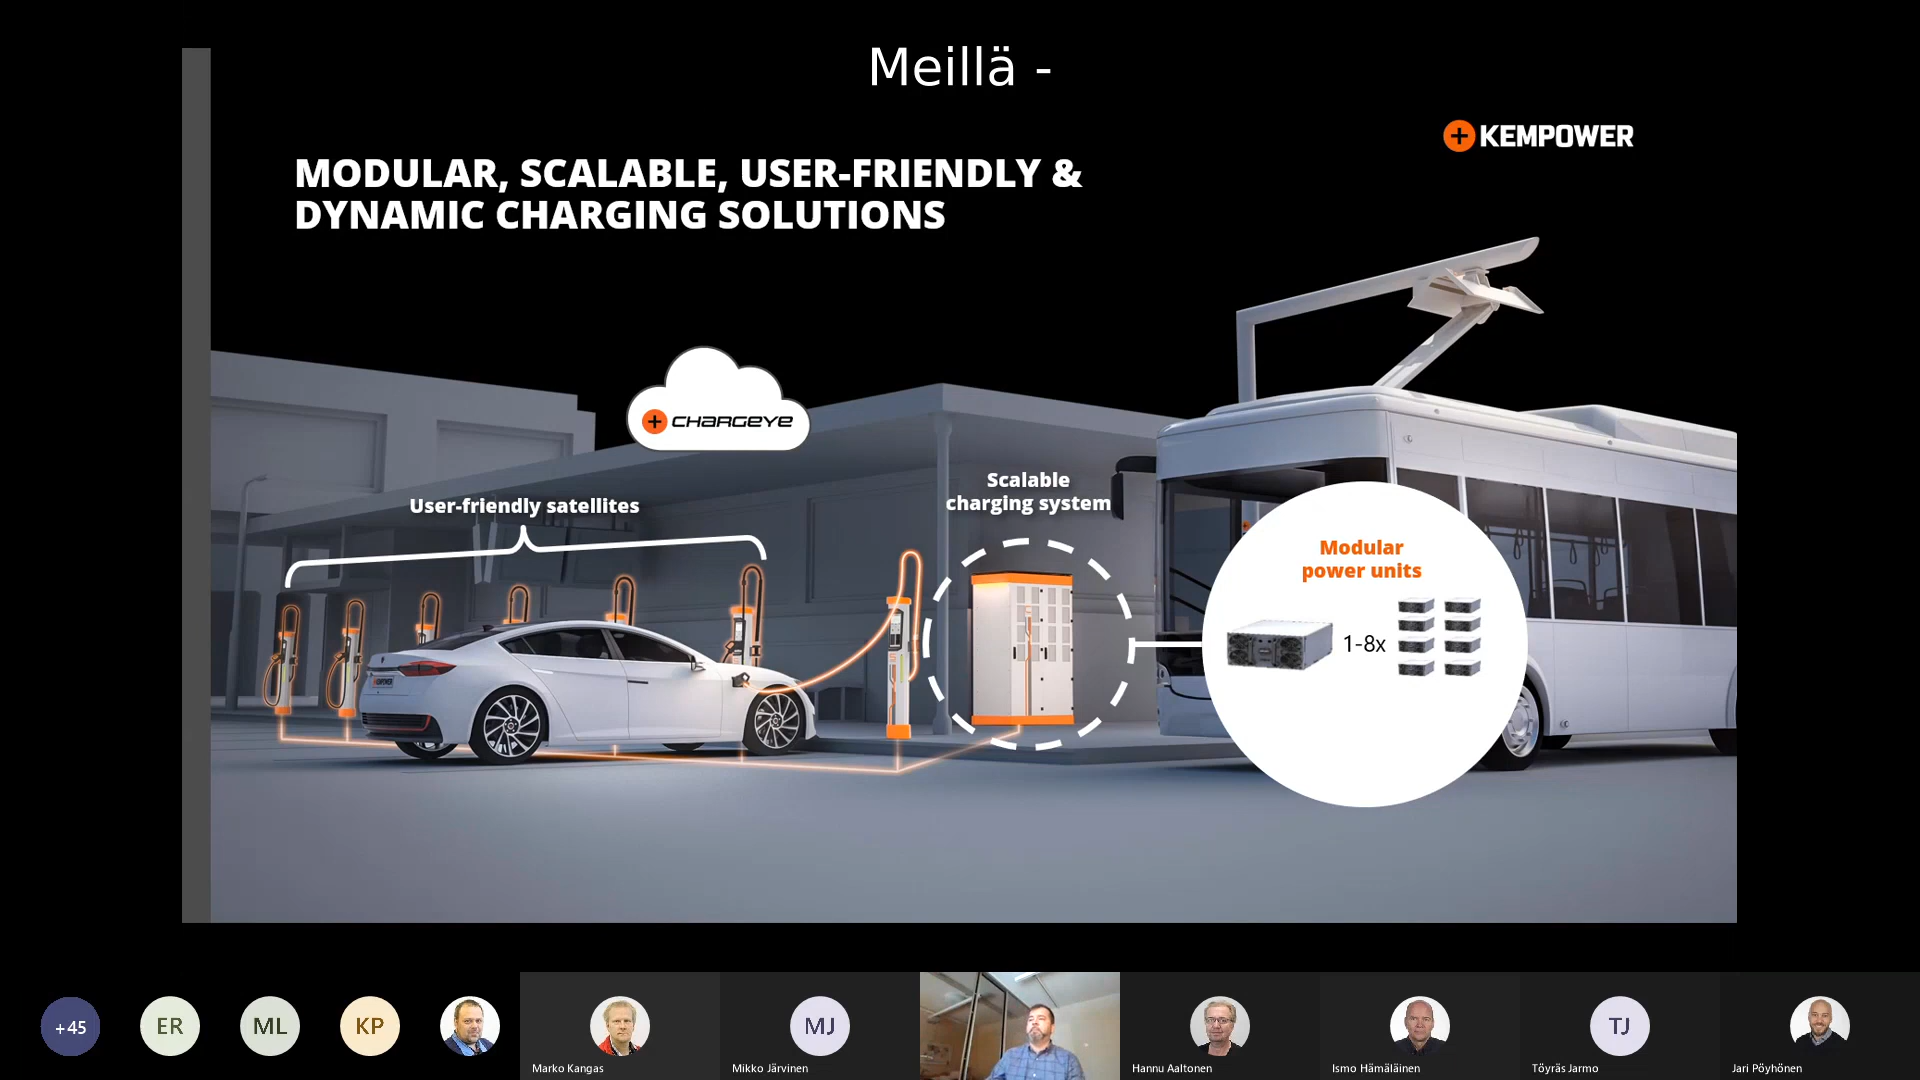 Meillä -
KEMPOWER
MODULAR, SCALABLE, USER-FRIENDLY &
DYNAMIC CHARGING SOLUTIONS
CHARGEYE
User-friendly satellites
Scalable
charging system
Modular
power units
1-8x
+45
ER
ML
KP
Marko Kangas
MJ
Mikko Järvinen
Hannu Aaltonen
Ismo Hämäläinen
TJ
Töyräs Jarmo
Jari Pöyhönen